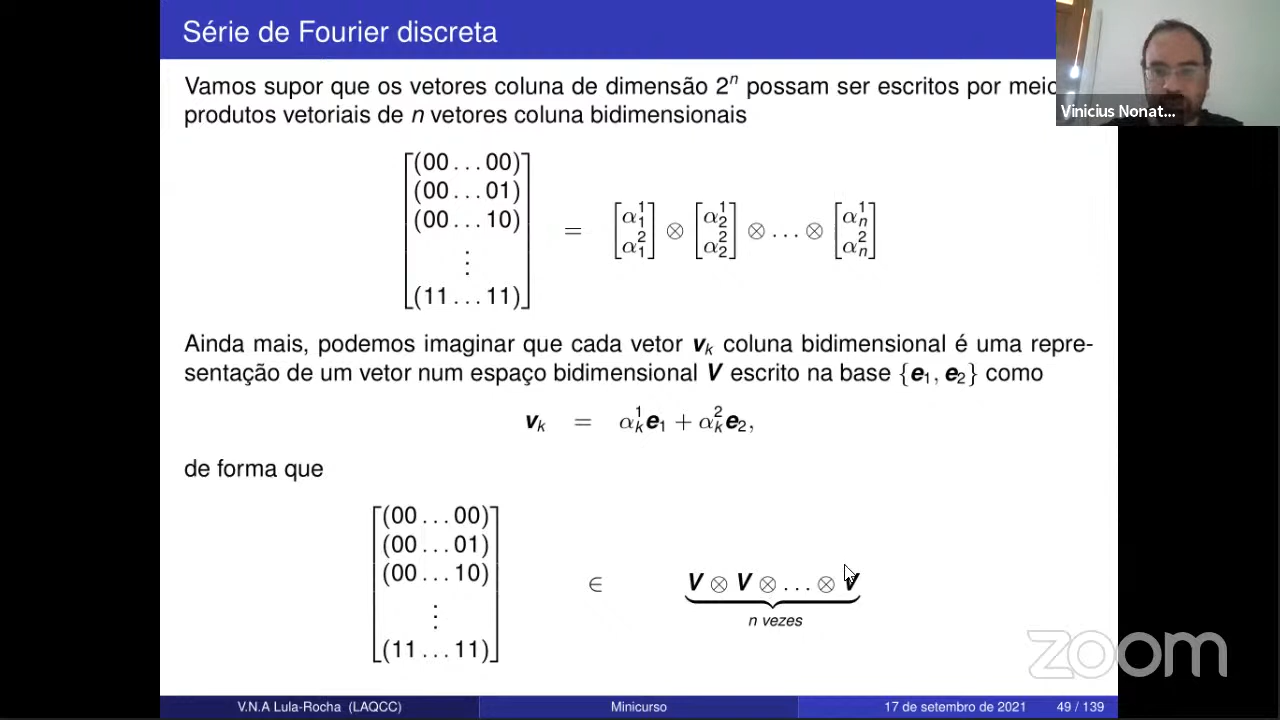 Série de Fourier discreta
Vamos supor que os vetores coluna de dimensão 2ⁿ possam ser escritos por meio
produtos vetoriais de n vetores coluna bidimensionais
Vinicius Nonat...
[(00 . . . 00)]
[(00 . . . 01)]
[(00 . . . 10)]
⋮
[(11 . . . 11)]
= [α₁¹ α₁²] ⊗ [α₂¹ α₂²] ⊗ . . . ⊗ [αₙ¹ αₙ²]
Ainda mais, podemos imaginar que cada vetor vₖ coluna bidimensional é uma repre-
sentação de um vetor num espaço bidimensional V escrito na base {e₁, e₂} como
vₖ = αₖ¹e₁ + αₖ²e₂,
de forma que
[(00 . . . 00)]
[(00 . . . 01)]
[(00 . . . 10)]
⋮
[(11 . . . 11)]
∈ V ⊗ V ⊗ . . . ⊗ V
n vezes
zoom
V.N.A Lula-Rocha (LAQCC) Minicurso 17 de setembro de 2021 49 / 139